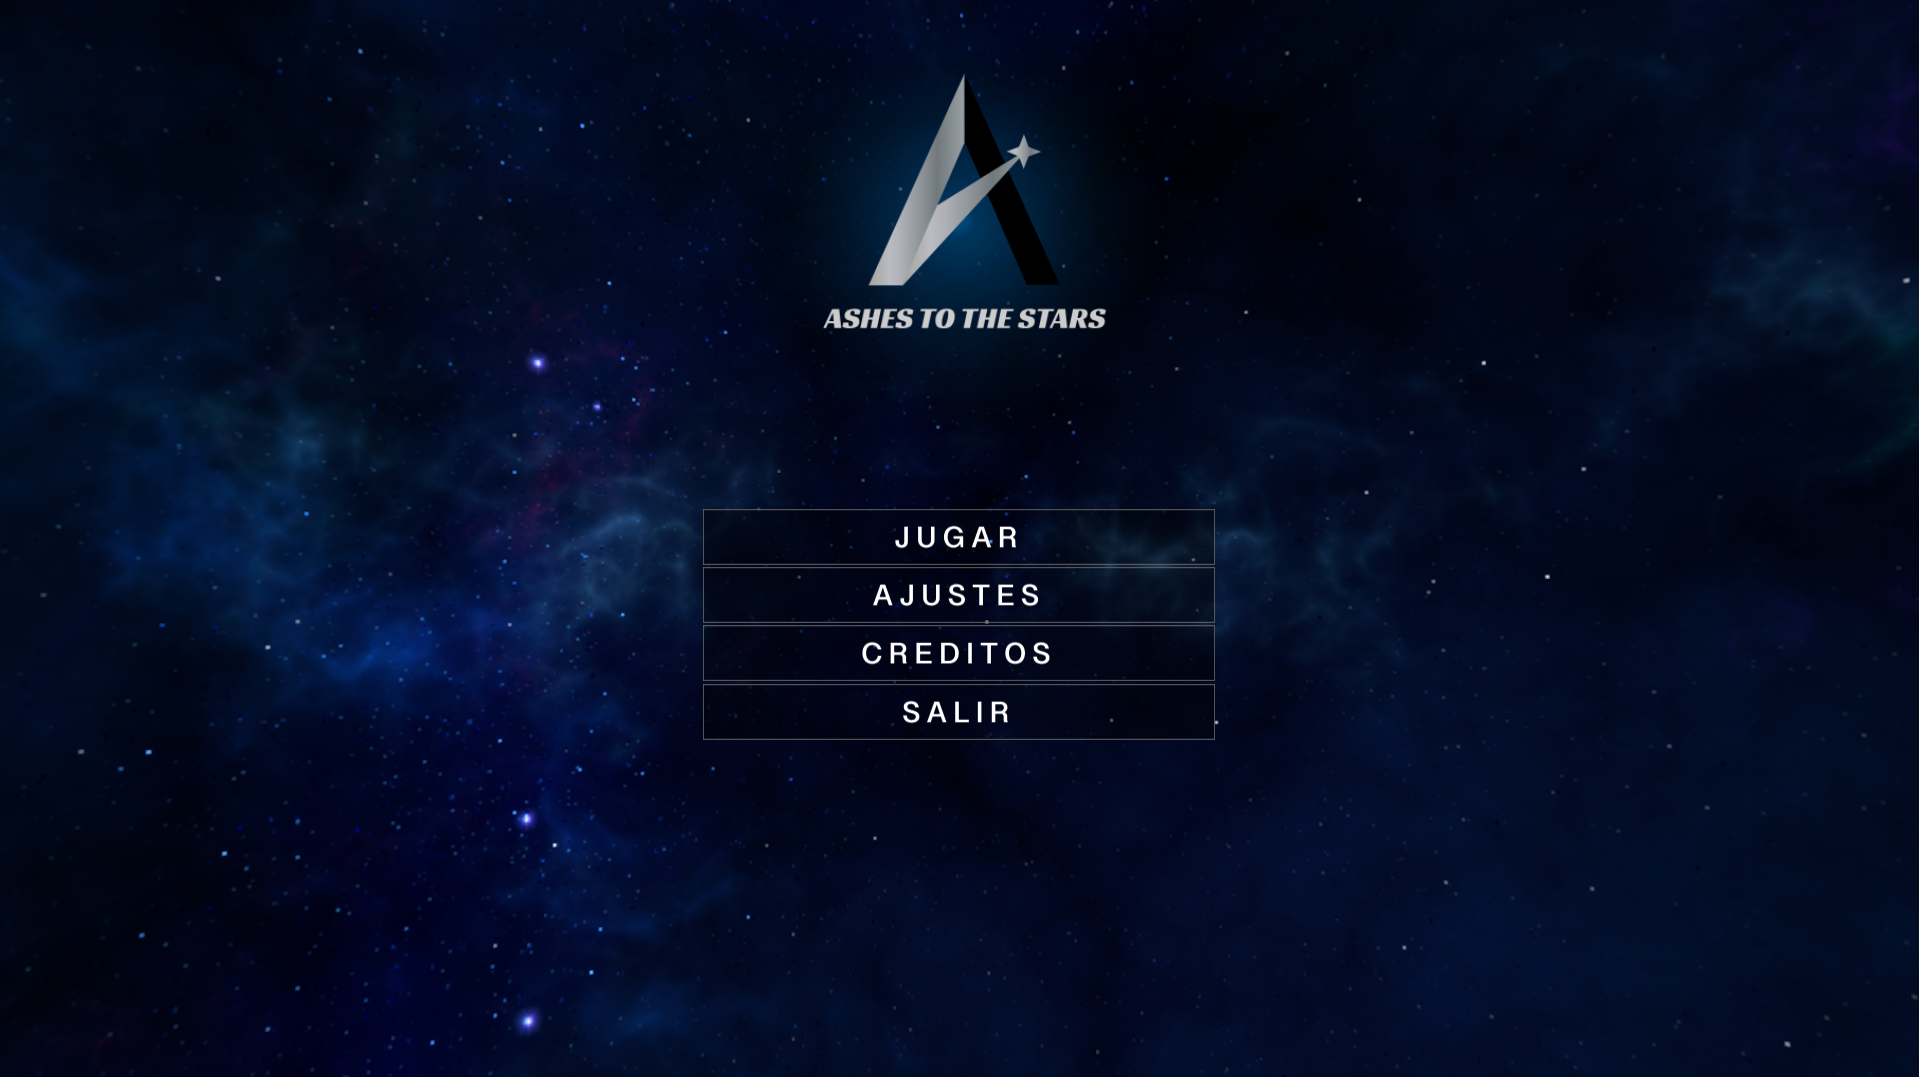 ASHES TO THE STARS
JUGAR
AJUSTES
CREDITOS
SALIR